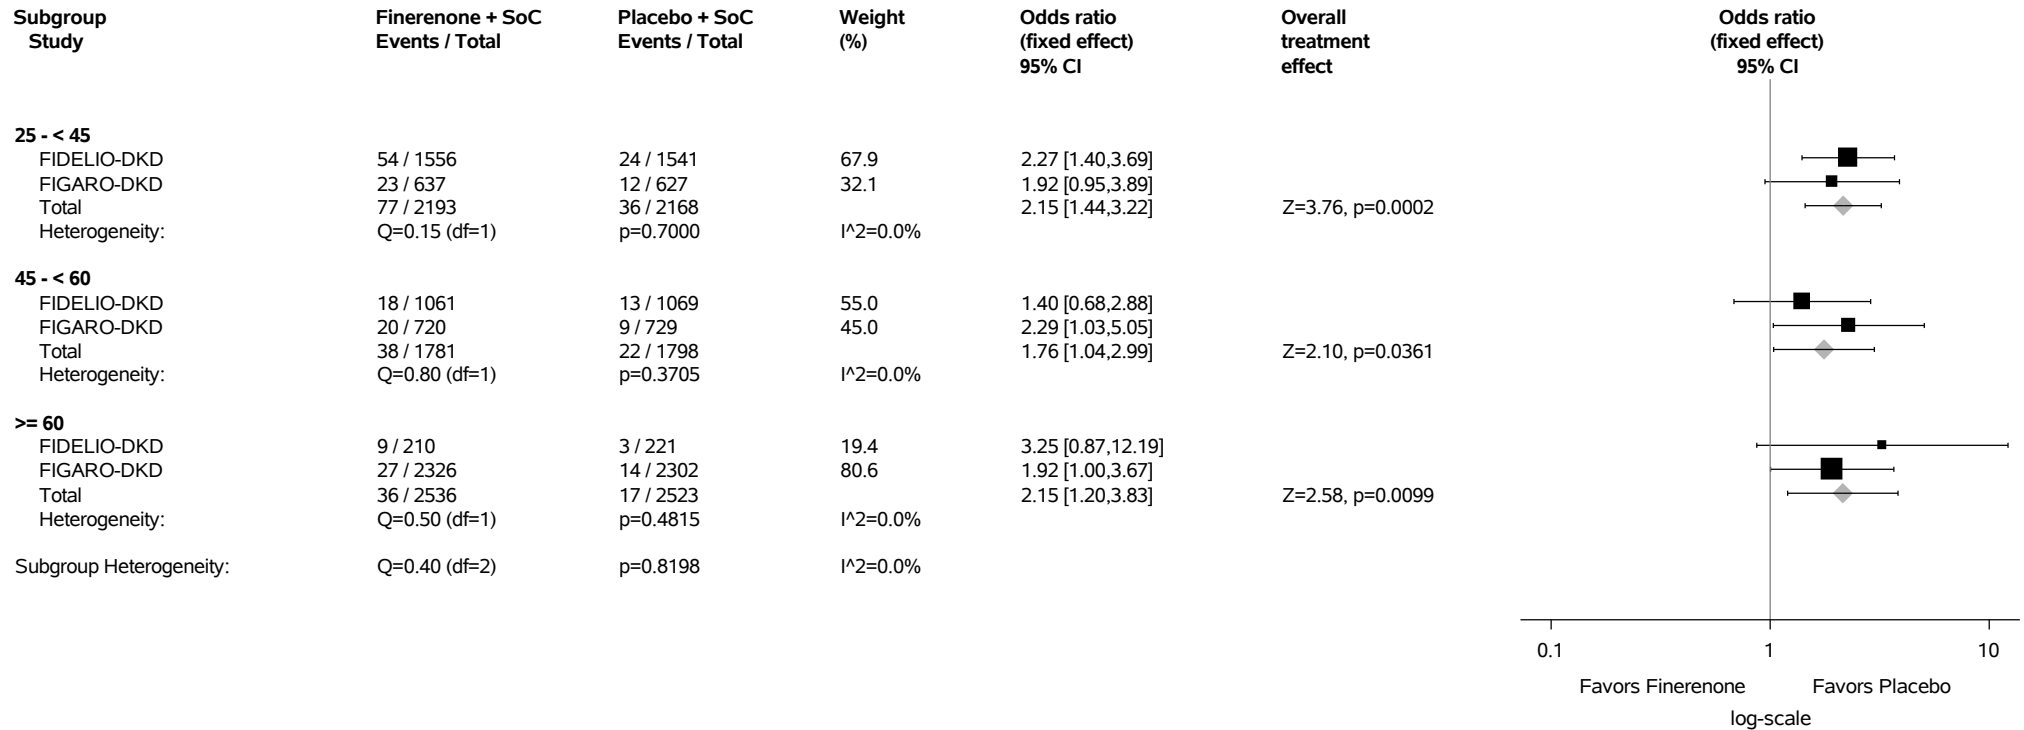 Subgroup Finerenone + SoC Placebo + SoC Weight Odds ratio Overall Odds ratio
Study Events / Total Events / Total (%) (fixed effect) treatment (fixed effect)
95% CI effect 95% CI
25 - < 45
FIDELIO-DKD 54 / 1556 24 / 1541 67.9 2.27 [1.40,3.69]
FIGARO-DKD 23 / 637 12 / 627 32.1 1.92 [0.95,3.89]
Total 77 / 2193 36 / 2168 2.15 [1.44,3.22] Z=3.76, p=0.0002
Heterogeneity: Q=0.15 (df=1) p=0.7000 I^2=0.0%
45 - < 60
FIDELIO-DKD 18 / 1061 13 / 1069 55.0 1.40 [0.68,2.88]
FIGARO-DKD 20 / 720 9 / 729 45.0 2.29 [1.03,5.05]
Total 38 / 1781 22 / 1798 1.76 [1.04,2.99] Z=2.10, p=0.0361
Heterogeneity: Q=0.80 (df=1) p=0.3705 I^2=0.0%
>= 60
FIDELIO-DKD 9 / 210 3 / 221 19.4 3.25 [0.87,12.19]
FIGARO-DKD 27 / 2326 14 / 2302 80.6 1.92 [1.00,3.67]
Total 36 / 2536 17 / 2523 2.15 [1.20,3.83] Z=2.58, p=0.0099
Heterogeneity: Q=0.50 (df=1) p=0.4815 I^2=0.0%
Subgroup Heterogeneity: Q=0.40 (df=2) p=0.8198 I^2=0.0%
0.1 1 10
Favors Finerenone Favors Placebo
log-scale